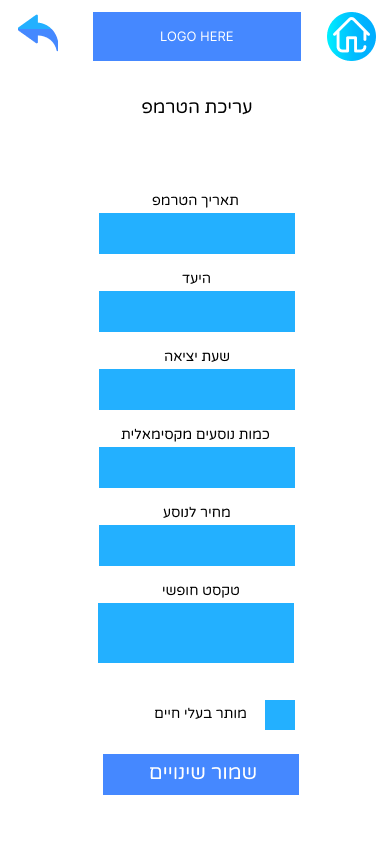 LOGO HERE
עריכת הטרמפ
תאריך הטרמפ
היעד
שעת יציאה
כמות נוסעים מקסימאלית
מחיר לנוסע
טקסט חופשי
מותר בעלי חיים
שמור שינויים